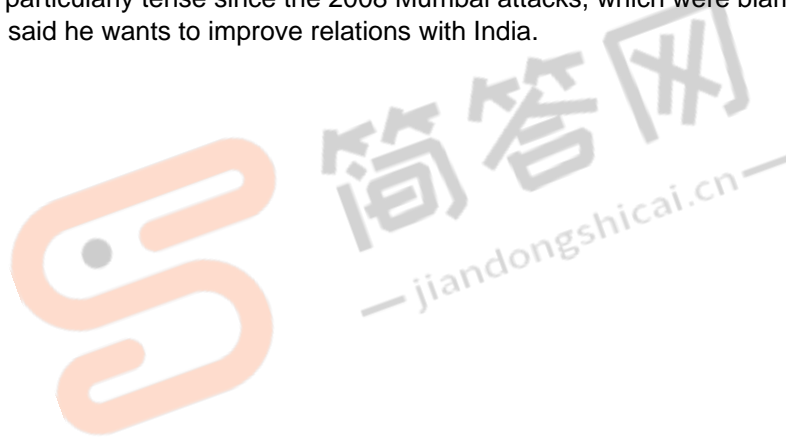 particularly tense since the 2008 Mumbai attacks, which were
said he wants to improve relations with India.
简答网
jiandongshicai.cn